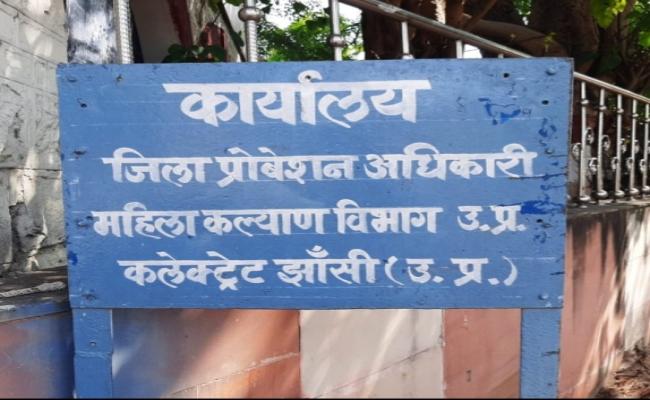 कार्यालय
जिला प्रोबेशन अधिकारी
महिला कल्याण विभाग उ.प्र.
कलेक्ट्रेट झाँसी (उ. प्र.)